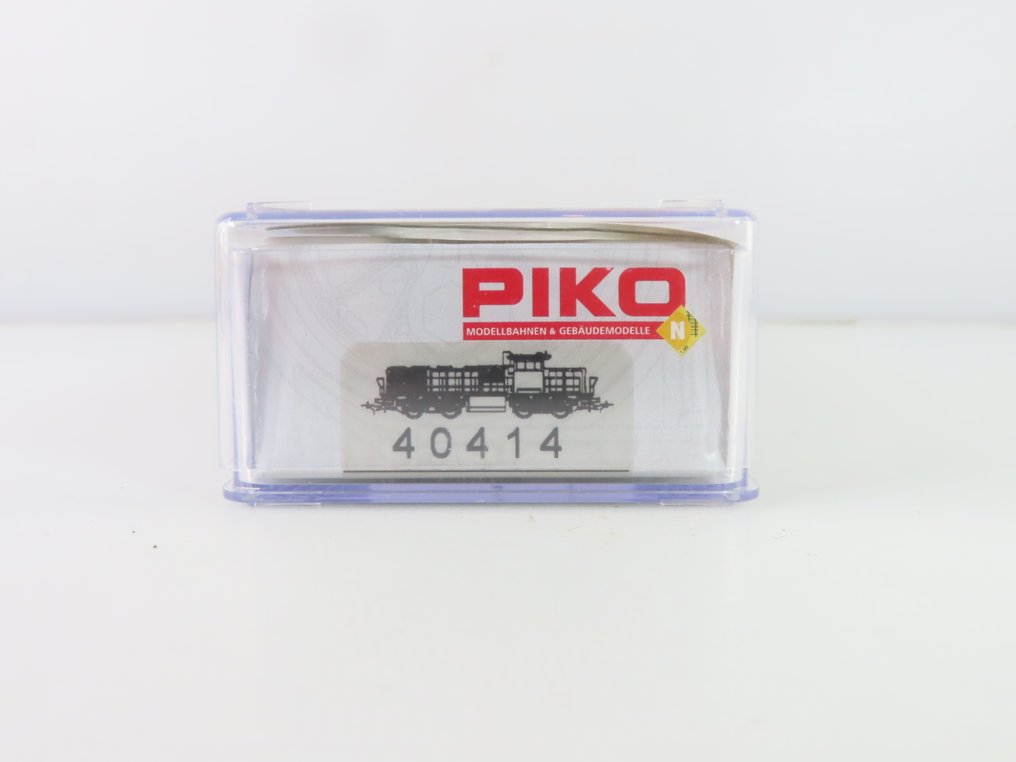 PIKO
MODELLBAHNEN & GEBÄUDEMODELLE
N
40414